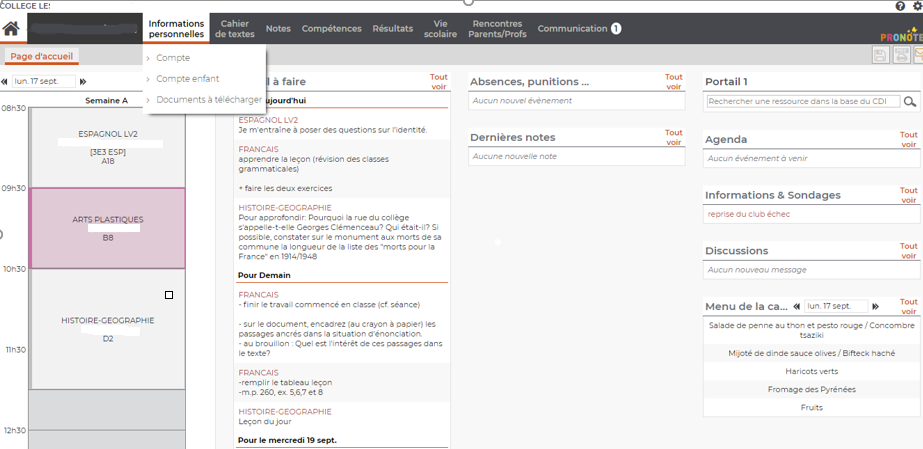 COLLEGE LES
Informations
personnelles
Cahier
de textes
Notes
Compétences
Résultats
Vie
scolaire
Rencontres
Parents/Profs
Communication 1
PRONOTE
Compte
Compte enfant
Documents à télécharger
Page d'accueil
lun. 17 sept.
Semaine A
08h30
ESPAGNOL LV2
[3E3 ESP]
A18
09h30
ARTS PLASTIQUES
B8
10h30
HISTOIRE-GEOGRAPHIE
D2
11h30
12h30
l à faire
Tout
voir
ujourd'hui
ESPAGNOL LV2
Je m'entraîne à poser des questions sur l'identité.
FRANCAIS
apprendre la leçon (révision des classes
grammaticales)
+ faire les deux exercices
HISTOIRE-GEOGRAPHIE
Pour approfondir: Pourquoi la rue du collège
s'appelle-t-elle Georges Clémenceau? Qui était-il? Si
possible, constater sur le monument aux morts de sa
commune la longueur de la liste des "morts pour la
France" en 1914/1948
Pour Demain
FRANCAIS
- finir le travail commencé en classe (cf. séance)
- sur le document, encadrez (au crayon à papier) les
passages ancrés dans la situation d'énonciation.
- au brouillon : Quel est l'intérêt de ces passages dans
le texte?
FRANCAIS
-remplir le tableau leçon
-m.p. 260, ex. 5,6,7 et 8
HISTOIRE-GEOGRAPHIE
Leçon du jour
Pour le mercredi 19 sept.
Absences, punitions ...
Tout
voir
Aucun nouvel évènement
Dernières notes
Tout
voir
Aucune nouvelle note
Portail 1
Rechercher une ressource dans la base du CDI
Agenda
Tout
voir
Aucun événement à venir
Informations & Sondages
Tout
voir
reprise du club échec
Discussions
Tout
voir
Aucun nouveau message
Menu de la ca...
lun. 17 sept.
Tout
voir
Salade de penne au thon et pesto rouge / Concombre
tsaziki
Mijoté de dinde sauce olives / Bifteck haché
Haricots verts
Fromage des Pyrénées
Fruits